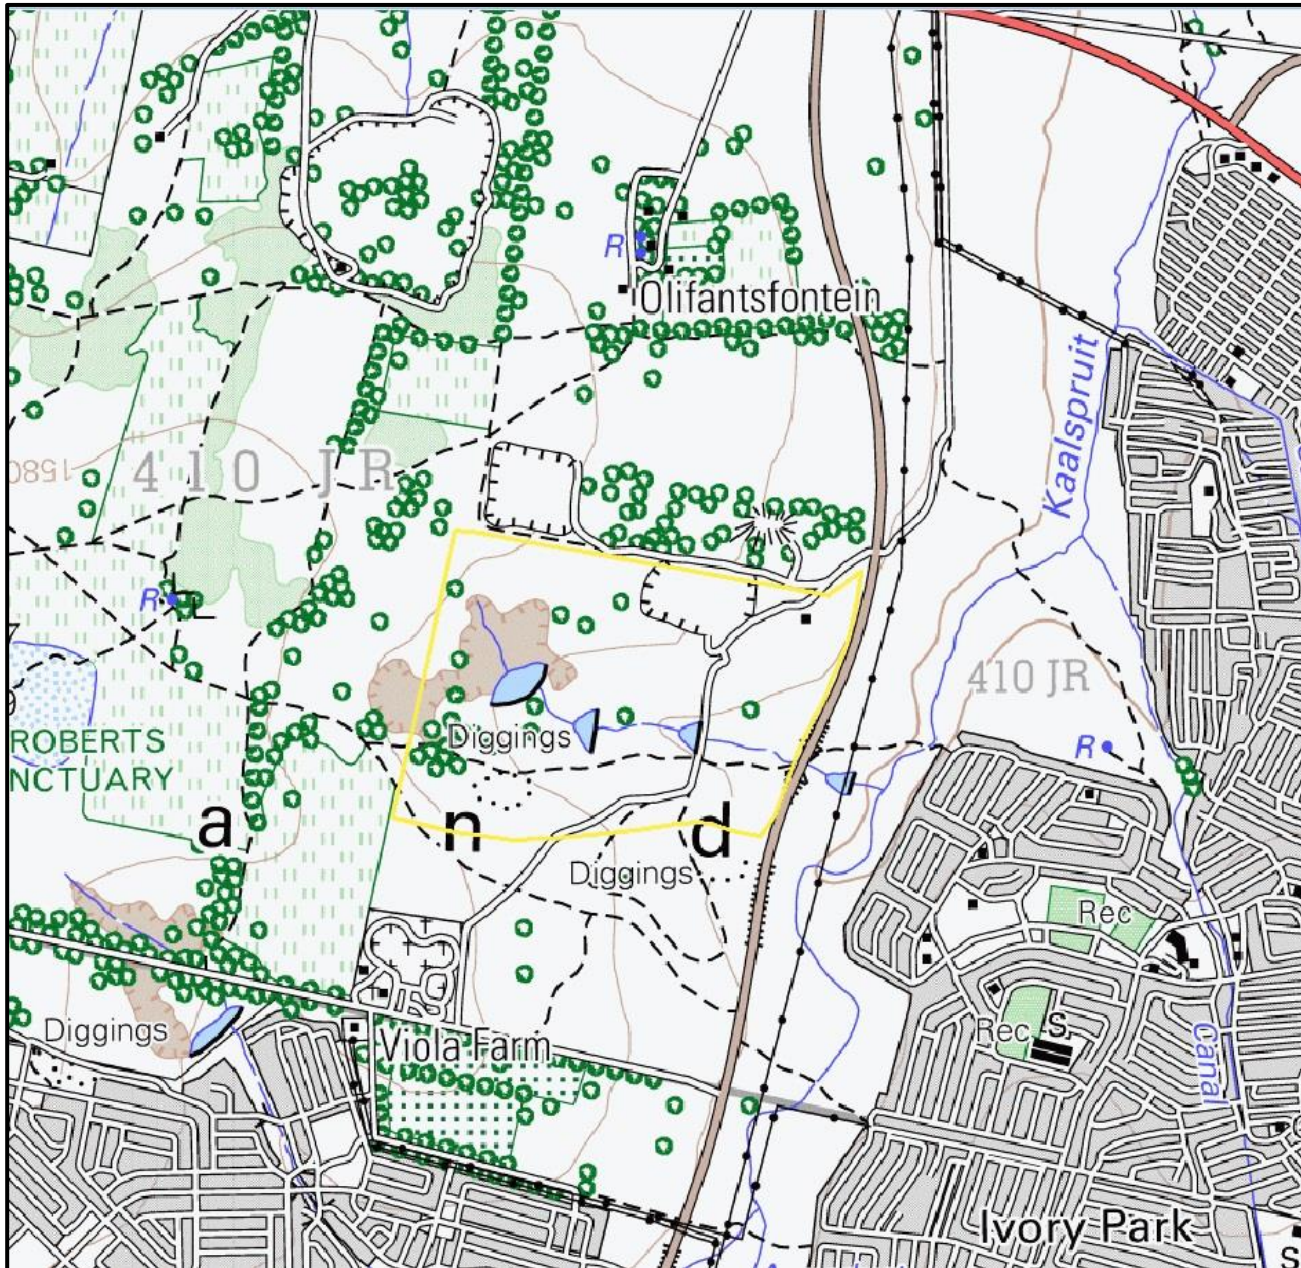 R
Olifantsfontein
Kaalspruit
1580
410 JR
R
410 JR
ROBERTS
NCTUARY
Diggings
R
a
n
d
Diggings
Rec
Diggings
Viola Farm
Rec
S
Canal
Ivory Park
S